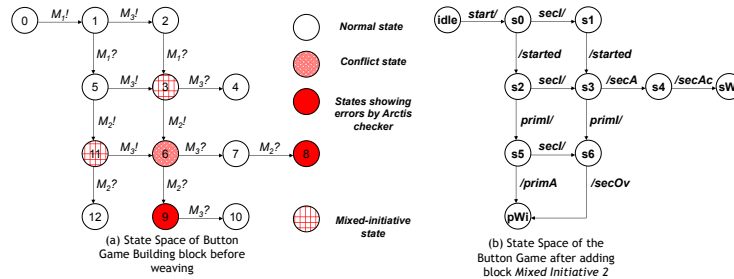 0 M₁! 1 M₃! 2
M₁? M₁?
5 M₃! 3 M₃? 4
M₂! M₂!
11 M₃! 6 M₃? 7 M₂? 8
M₂? M₂?
12 9 M₃? 10
Normal state
Conflict state
States showing
errors by Arctis
checker
Mixed-initiative
state
(a) State Space of Button
Game Building block before
weaving
idle start/ s0 secI/ s1
/started /started
s2 secI/ s3 /secA s4 /secAc sW
primI/ primI/
s5 secI/ s6
/primA /secOv
pWi
(b) State Space of the
Button Game after adding
block Mixed Initiative 2